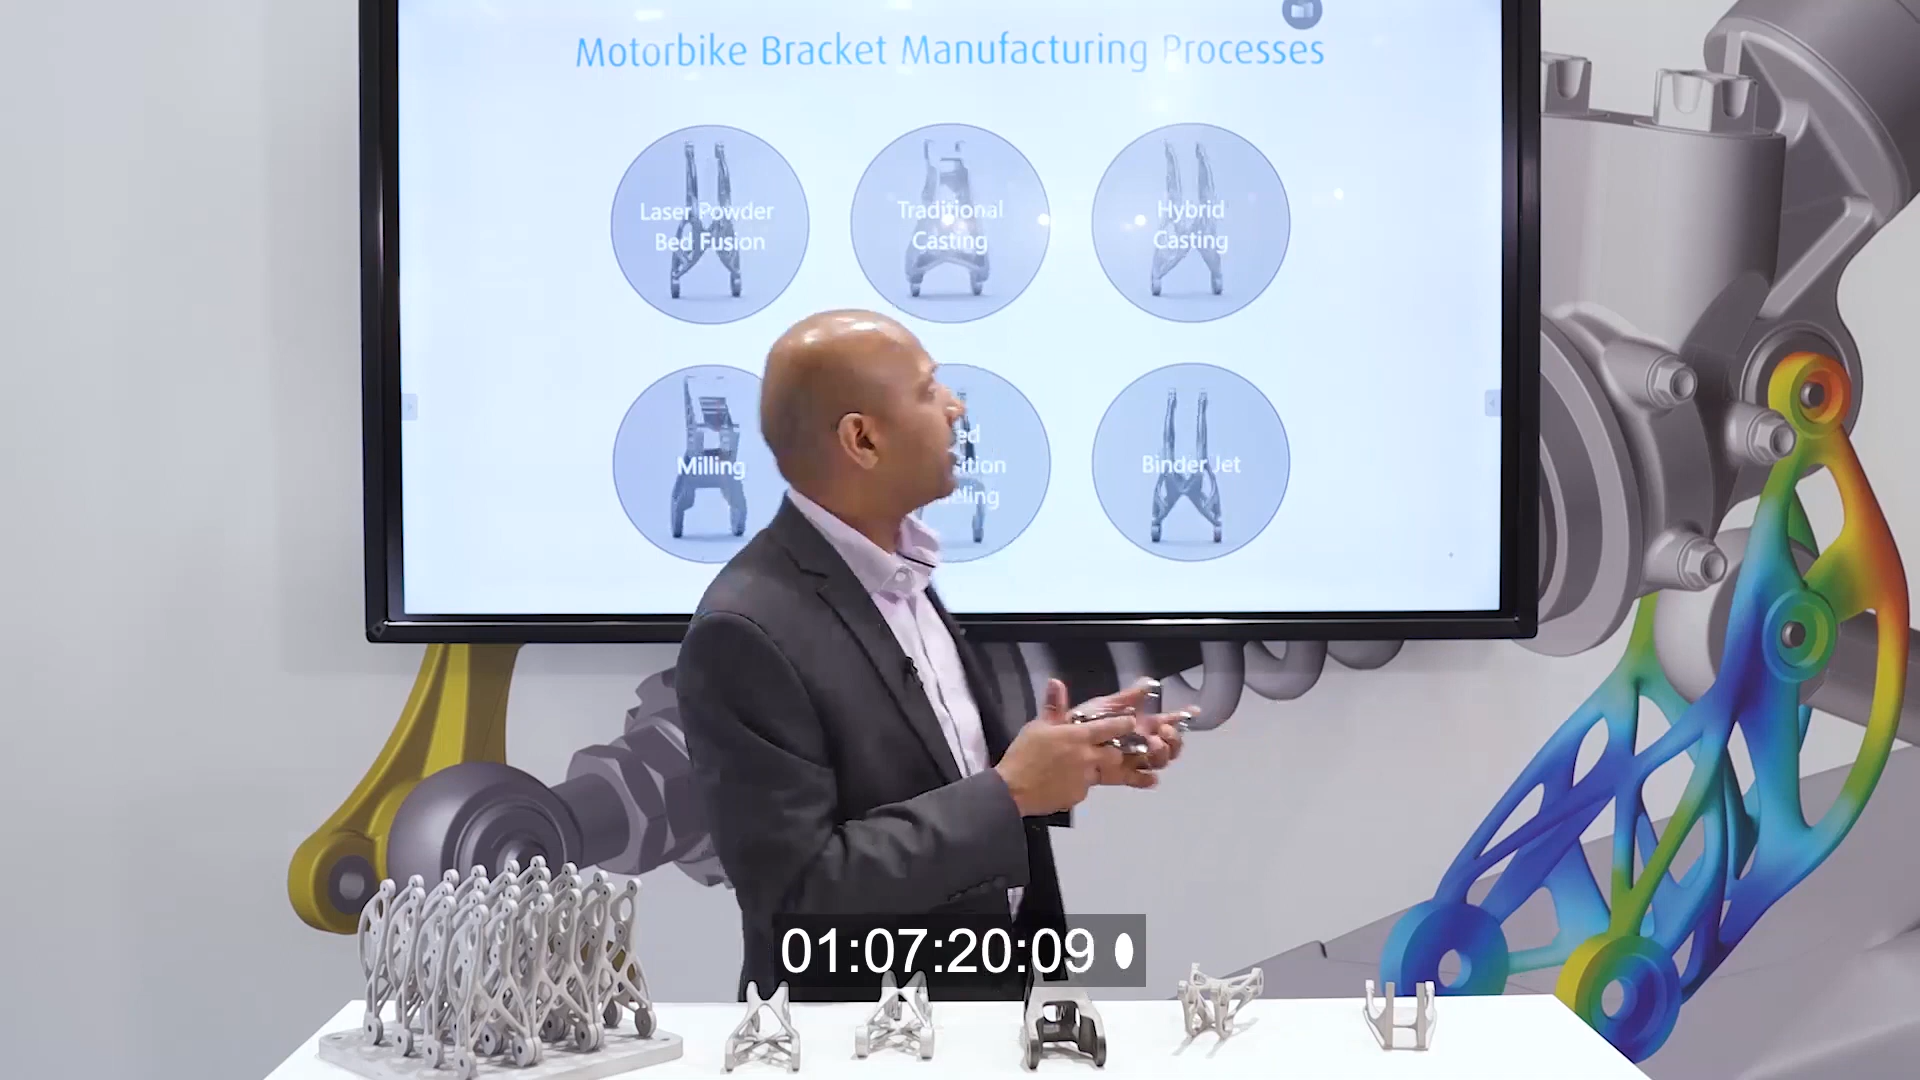 Motorbike Bracket Manufacturing Processes
Laser Powder
Bed Fusion
Traditional
Casting
Hybrid
Casting
Milling
Binder Jet
01:07:20:09